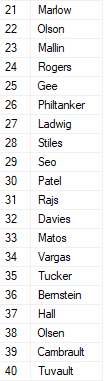 21 Marlow
22 Olson
23 Mallin
24 Rogers
25 Gee
26 Philtanker
27 Ladwig
28 Stiles
29 Seo
30 Patel
31 Rajs
32 Davies
33 Matos
34 Vargas
35 Tucker
36 Bernstein
37 Hall
38 Olsen
39 Cambrault
40 Tuvault